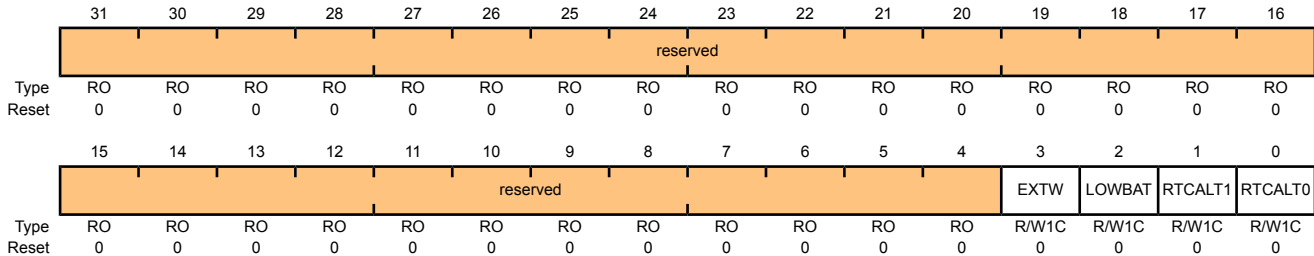 31 30 29 28 27 26 25 24 23 22 21 20 19 18 17 16
reserved
Type RO RO RO RO RO RO RO RO RO RO RO RO RO RO RO RO
Reset 0 0 0 0 0 0 0 0 0 0 0 0 0 0 0 0
15 14 13 12 11 10 9 8 7 6 5 4 3 2 1 0
reserved EXTW LOWBAT RTCALT1 RTCALT0
Type RO RO RO RO RO RO RO RO RO RO RO RO R/W1C R/W1C R/W1C R/W1C
Reset 0 0 0 0 0 0 0 0 0 0 0 0 0 0 0 0